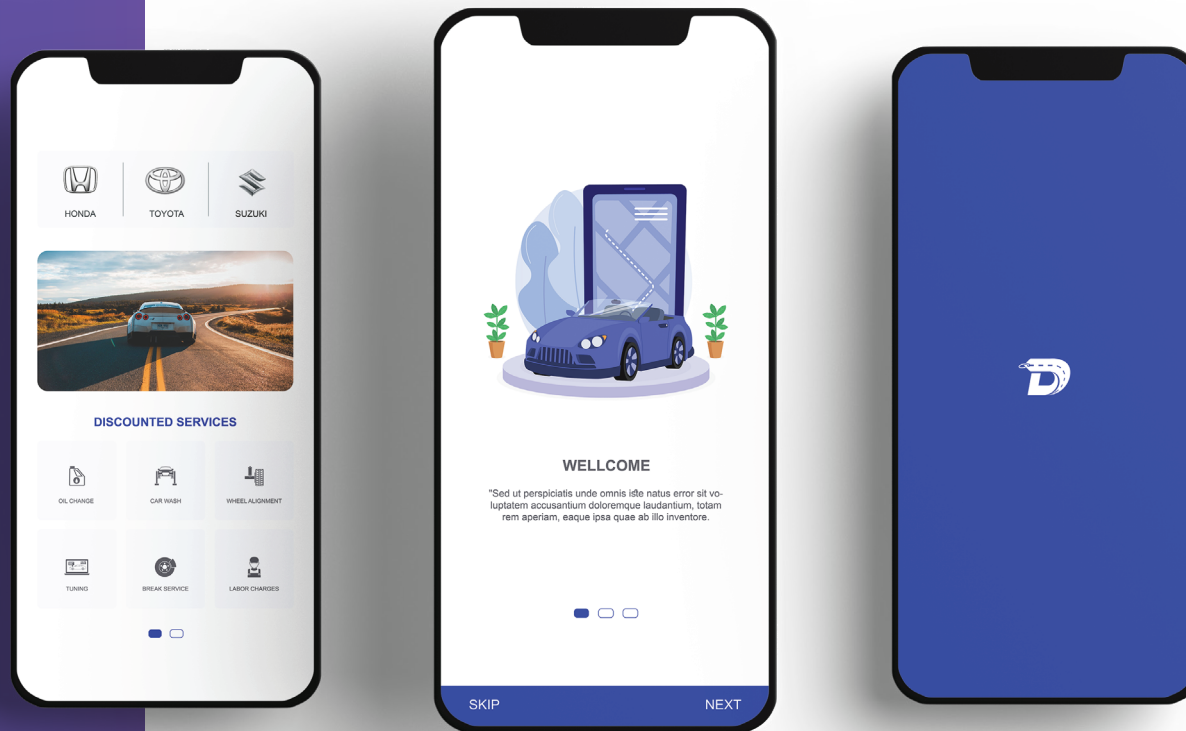 HONDA
TOYOTA
SUZUKI
DISCOUNTED SERVICES
OIL CHANGE
CAR WASH
WHEEL ALIGNMENT
TUNING
BREAK SERVICE
LABOR CHARGES
WELLCOME
"Sed ut perspiciatis unde omnis iste natus error sit vo-
luptatem accusantium doloremque laudantium, totam
rem aperiam, eaque ipsa quae ab illo inventore.
SKIP
NEXT
D